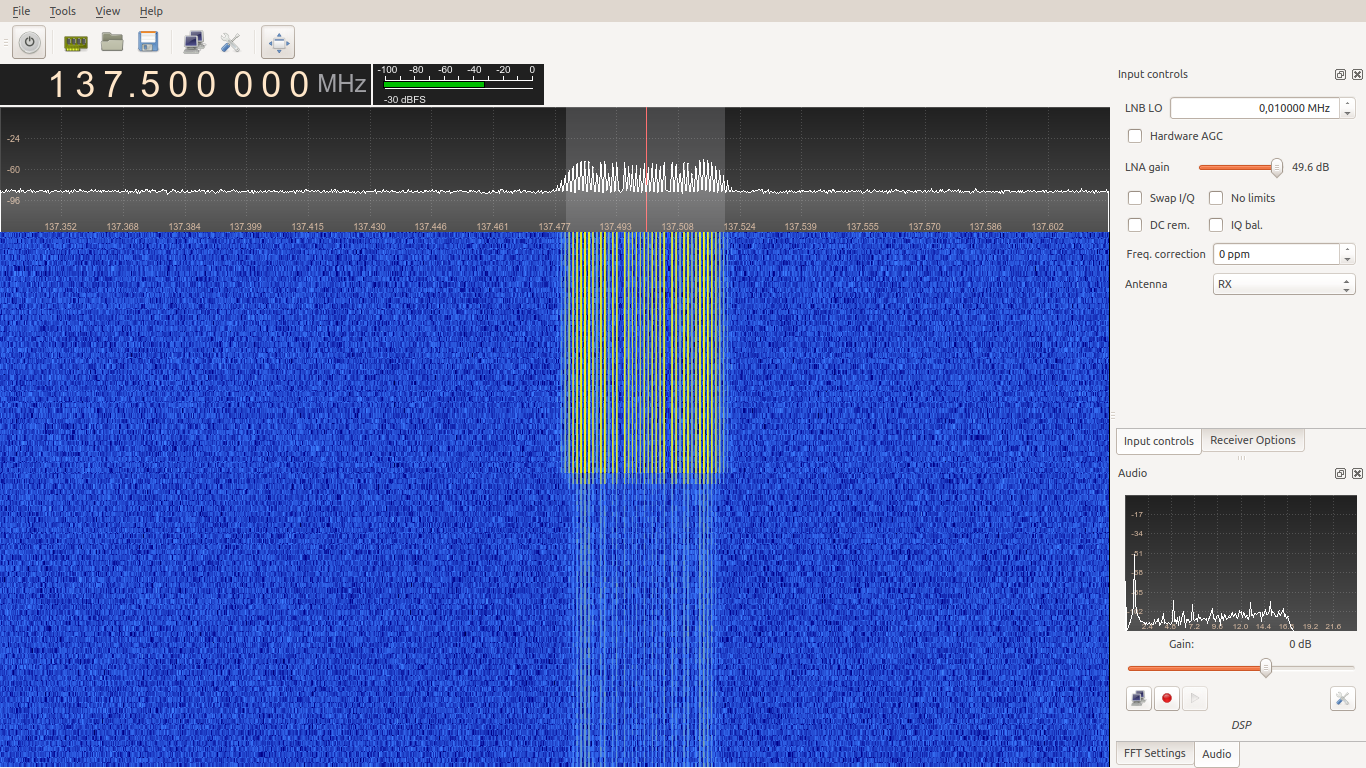 File Tools View Help
137.500 000 MHz
-100 -80 -60 -40 -20 0
-30 dBFS
-24
-60
-96
137.352 137.368 137.384 137.399 137.415 137.430 137.446 137.461 137.477 137.493 137.508 137.524 137.539 137.555 137.570 137.586 137.602
Input controls
LNB LO 0,010000 MHz
Hardware AGC
LNA gain 49.6 dB
Swap I/Q No limits
DC rem. IQ bal.
Freq. correction 0 ppm
Antenna RX
Input controls Receiver Options
Audio
-17
-34
-51
-68
2.4 4.8 7.2 9.6 12.0 14.4 16.8 19.2 21.6
Gain: 0 dB
DSP
FFT Settings Audio